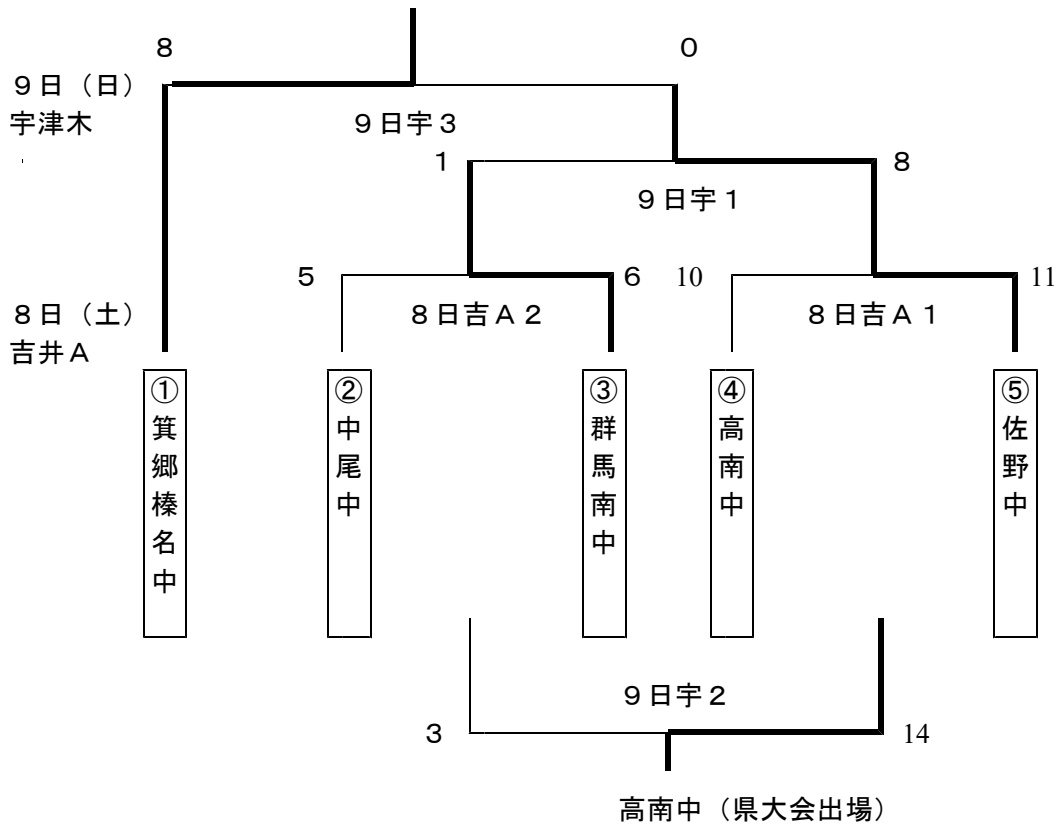 ８ ０
９日（日）
宇津木
９日宇３
１ ８
９日宇１
５ ６ 10 11
８日（土）
吉井Ａ
８日吉Ａ２ ８日吉Ａ１
①箕郷榛名中
②中尾中
③群馬南中
④高南中
⑤佐野中
９日宇２
３ 14
高南中（県大会出場）